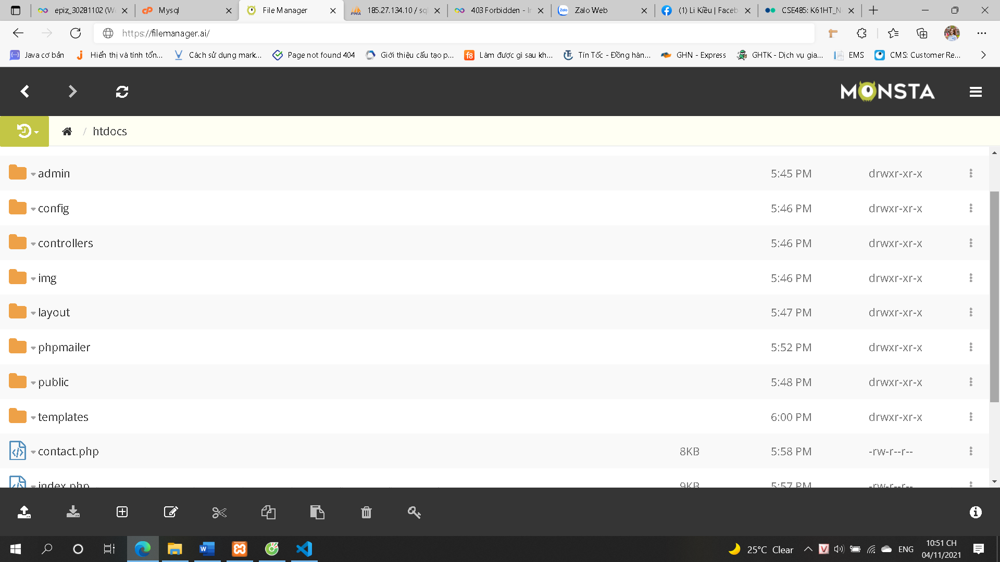 epiz_30281102 (W
Mysql
File Manager
185.27.134.10 / sq
403 Forbidden - I
Zalo Web
(1) Li Kiều | Faceb
CSE485: K61HT_N
https://filemanager.ai/
Java cơ bản
Hiển thị và tính tổn...
Cách sử dụng mark...
Page not found 404
Giới thiệu cấu tạo p...
Làm được gì sau kh...
Tín Tốc - Đồng hàn...
GHN - Express
GHTK - Dịch vụ gia...
EMS
CMS: Customer Re...
MONSTA
/ htdocs
admin 5:45 PM drwxr-xr-x
config 5:46 PM drwxr-xr-x
controllers 5:46 PM drwxr-xr-x
img 5:46 PM drwxr-xr-x
layout 5:47 PM drwxr-xr-x
phpmailer 5:52 PM drwxr-xr-x
public 5:48 PM drwxr-xr-x
templates 6:00 PM drwxr-xr-x
contact.php 8KB 5:58 PM -rw-r--r--
index.php 9KB 5:57 PM -rw-r--r--
25°C Clear
ENG
10:51 CH
04/11/2021